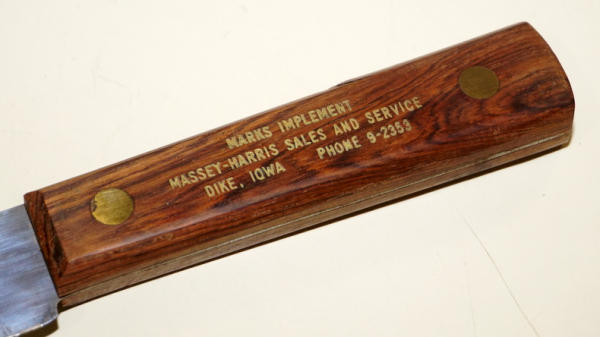 MARKS IMPLEMENT
MASSEY-HARRIS SALES AND SERVICE
DIKE, IOWA PHONE 9-2353